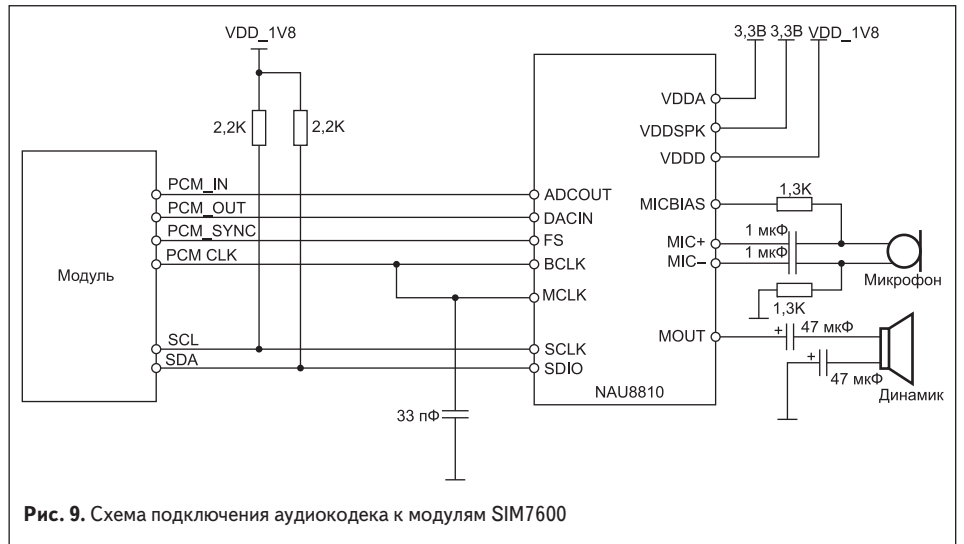 VDD_1V8
3,3В 3,3В VDD_1V8
2,2K
2,2K
Модуль
PCM_IN
PCM_OUT
PCM_SYNC
PCM CLK
SCL
SDA
33 пФ
ADCOUT
DACIN
FS
BCLK
MCLK
SCLK
SDIO
VDDA
VDDSPK
VDDD
MICBIAS
MIC+
MIC–
MOUT
NAU8810
1,3K
1 мкФ
1 мкФ
Микрофон
1,3K
+ 47 мкФ
+
47 мкФ
Динамик
Рис. 9. Схема подключения аудиокодека к модулям SIM7600